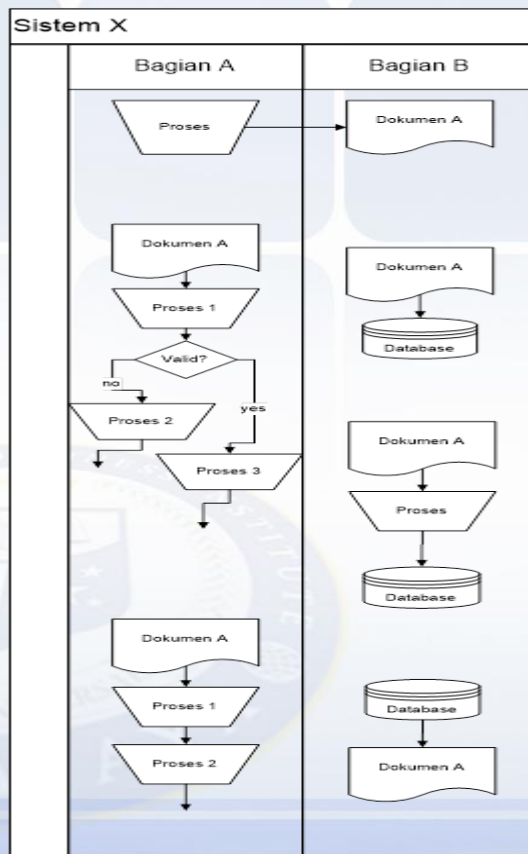 Sistem X
Bagian A
Bagian B
Proses
Dokumen A
Dokumen A
Proses 1
Valid?
no
yes
Proses 2
Proses 3
Dokumen A
Database
Dokumen A
Proses
Database
Dokumen A
Proses 1
Proses 2
Database
Dokumen A